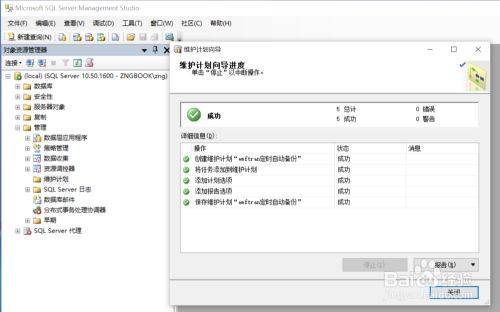 Microsoft SQL Server Management Studio
文件(F) 编辑(E) 查看(V) 调试(D) 工具(T) 窗口(W) 社区(C) 帮助(H)
新建查询(N)
对象资源管理器
连接
(local) (SQL Server 10.50.1600 - ZNGBOOK\zng)
数据库
安全性
服务器对象
复制
管理
数据层应用程序
策略管理
数据收集
资源调控器
维护计划
SQL Server 日志
数据库邮件
分布式事务处理协调器
早期
SQL Server 代理
维护计划向导
维护计划向导进度
单击“停止”以中断操作。
成功
5 总计 0 错误
5 成功 0 警告
详细信息(D):
操作 状态 消息
创建维护计划“emftran定时自动备份” 成功
将任务添加到维护计划 成功
添加计划选项 成功
添加报告选项 成功
保存维护计划“emftran定时自动备份” 成功
停止(S) 报告(R)
关闭
Baidu经验
jingyan.baidu.com